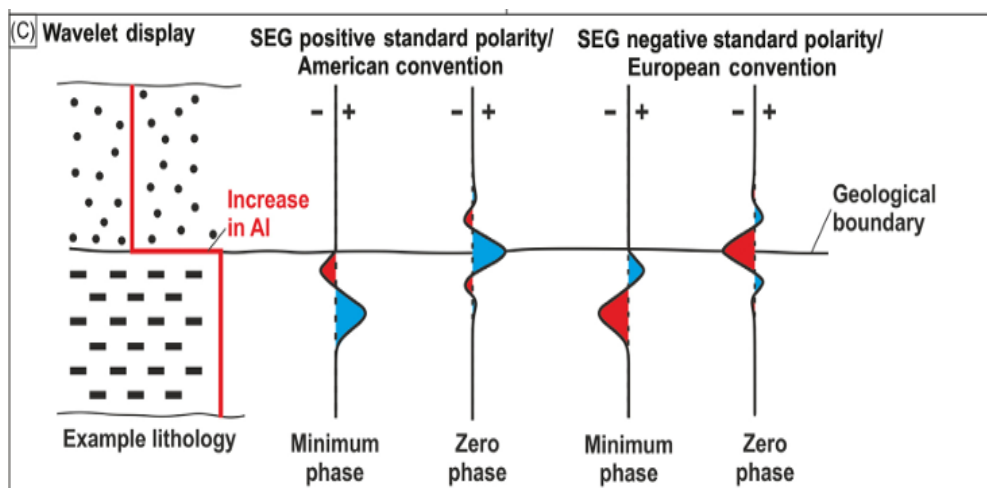 (C) Wavelet display
SEG positive standard polarity/
American convention
SEG negative standard polarity/
European convention
– +
– +
– +
– +
Increase
in AI
Geological
boundary
Example lithology
Minimum
phase
Zero
phase
Minimum
phase
Zero
phase